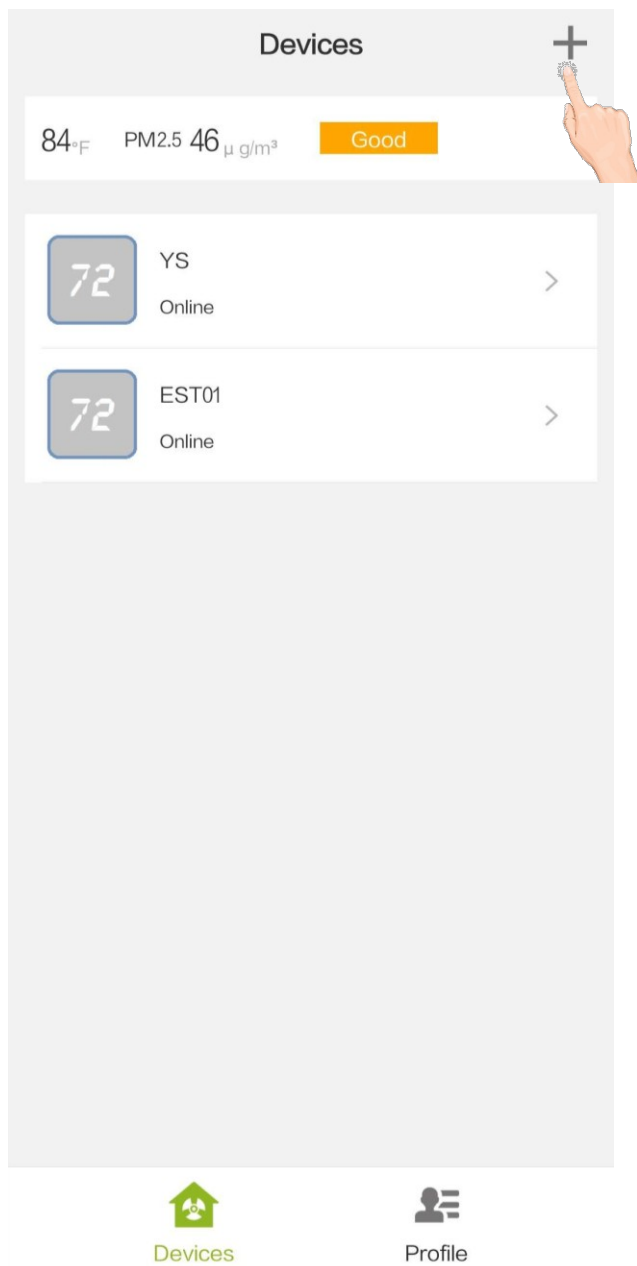 Devices
84°F PM2.5 46 μ g/m³ Good
72 YS
Online
72 EST01
Online
Devices Profile